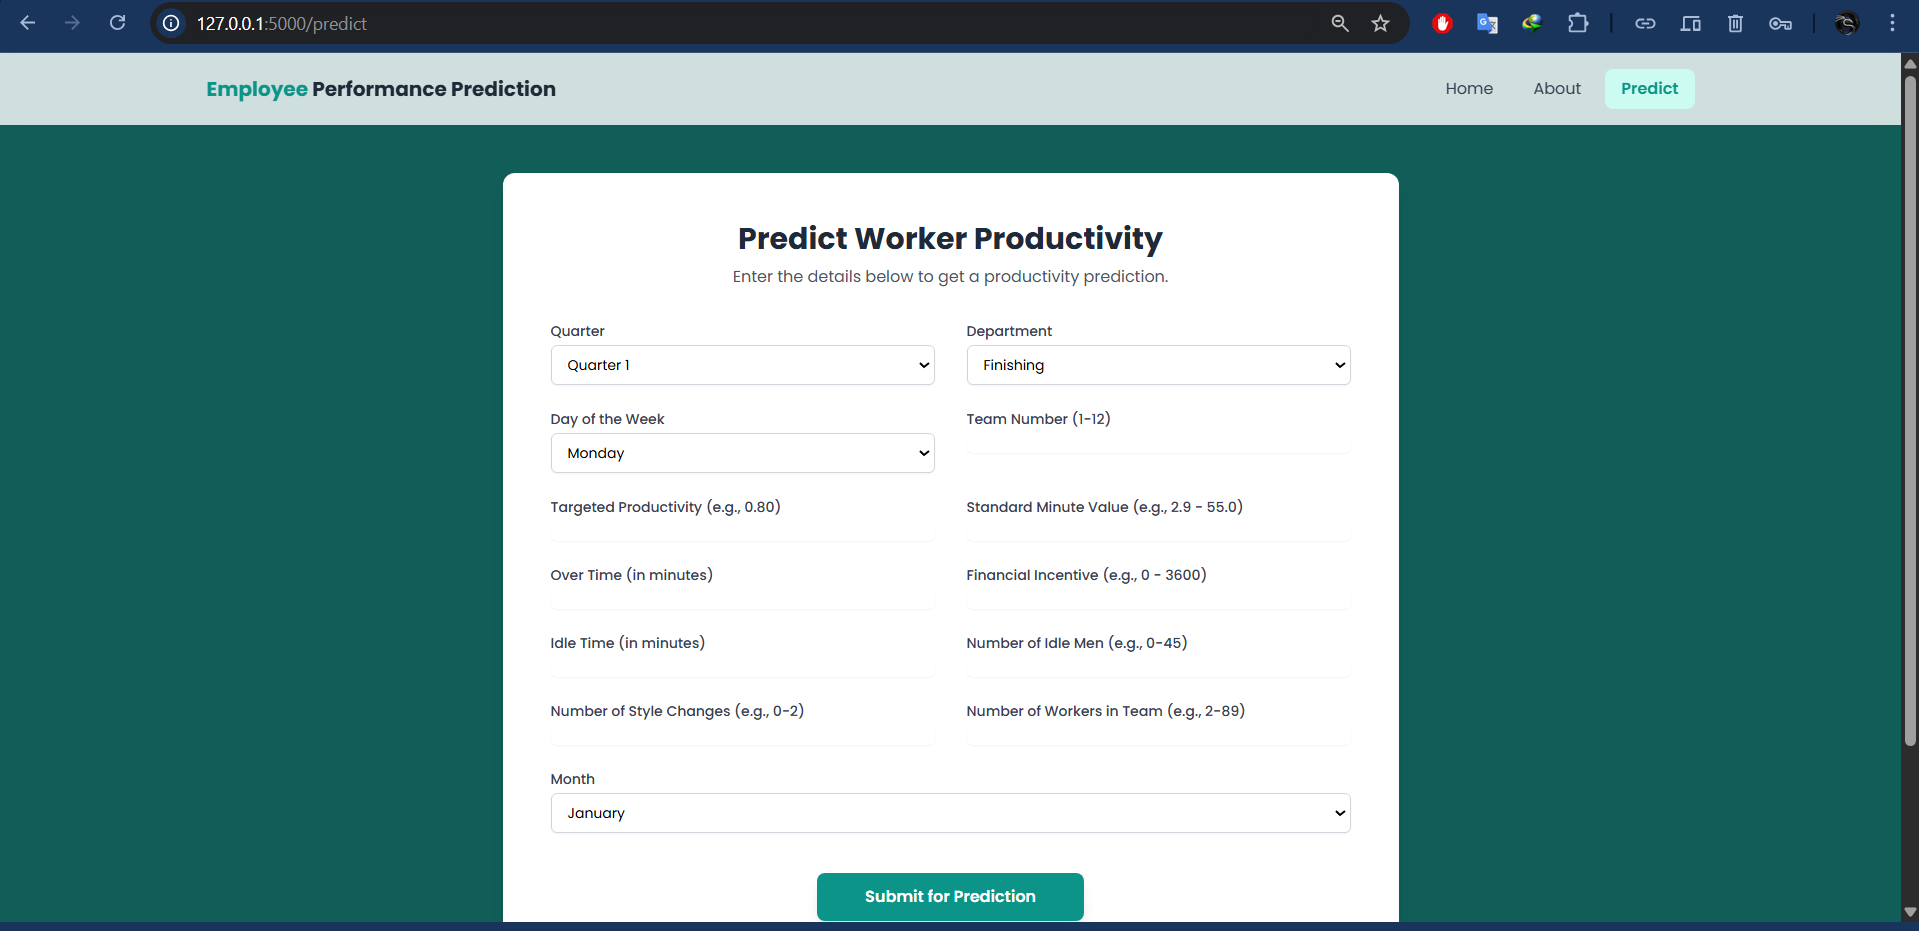 127.0.0.1:5000/predict
Employee Performance Prediction
Home
About
Predict
Predict Worker Productivity
Enter the details below to get a productivity prediction.
Quarter
Department
Quarter 1
Finishing
Day of the Week
Team Number (1-12)
Monday
Targeted Productivity (e.g., 0.80)
Standard Minute Value (e.g., 2.9 - 55.0)
Over Time (in minutes)
Financial Incentive (e.g., 0 - 3600)
Idle Time (in minutes)
Number of Idle Men (e.g., 0-45)
Number of Style Changes (e.g., 0-2)
Number of Workers in Team (e.g., 2-89)
Month
January
Submit for Prediction